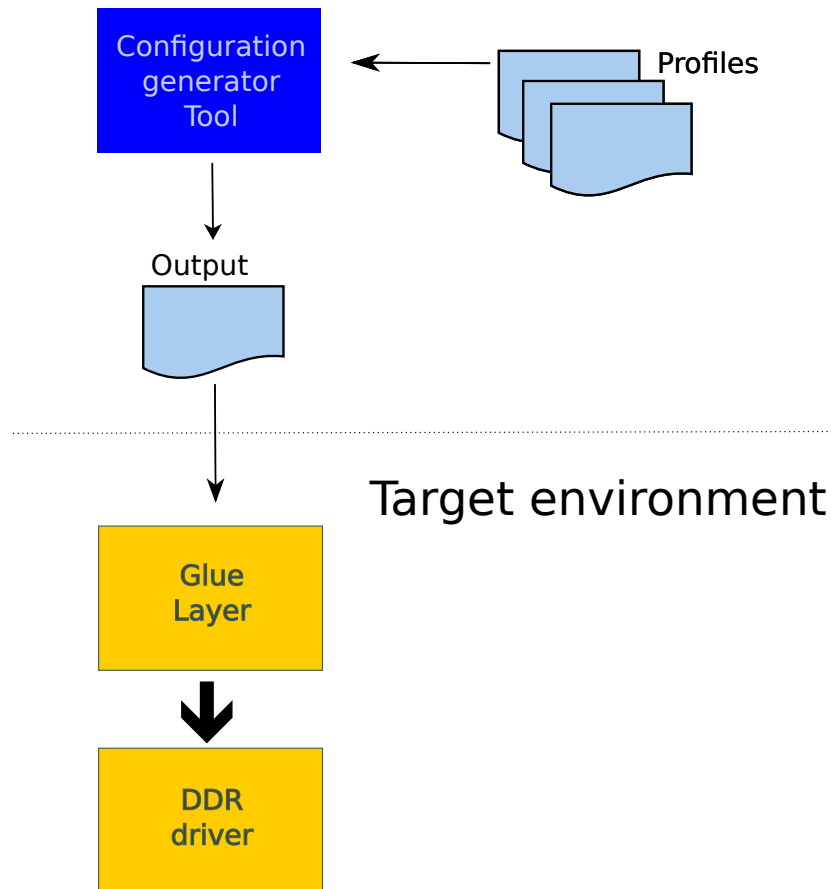 Configuration
generator
Tool
Profiles
Output
Target environment
Glue
Layer
DDR
driver